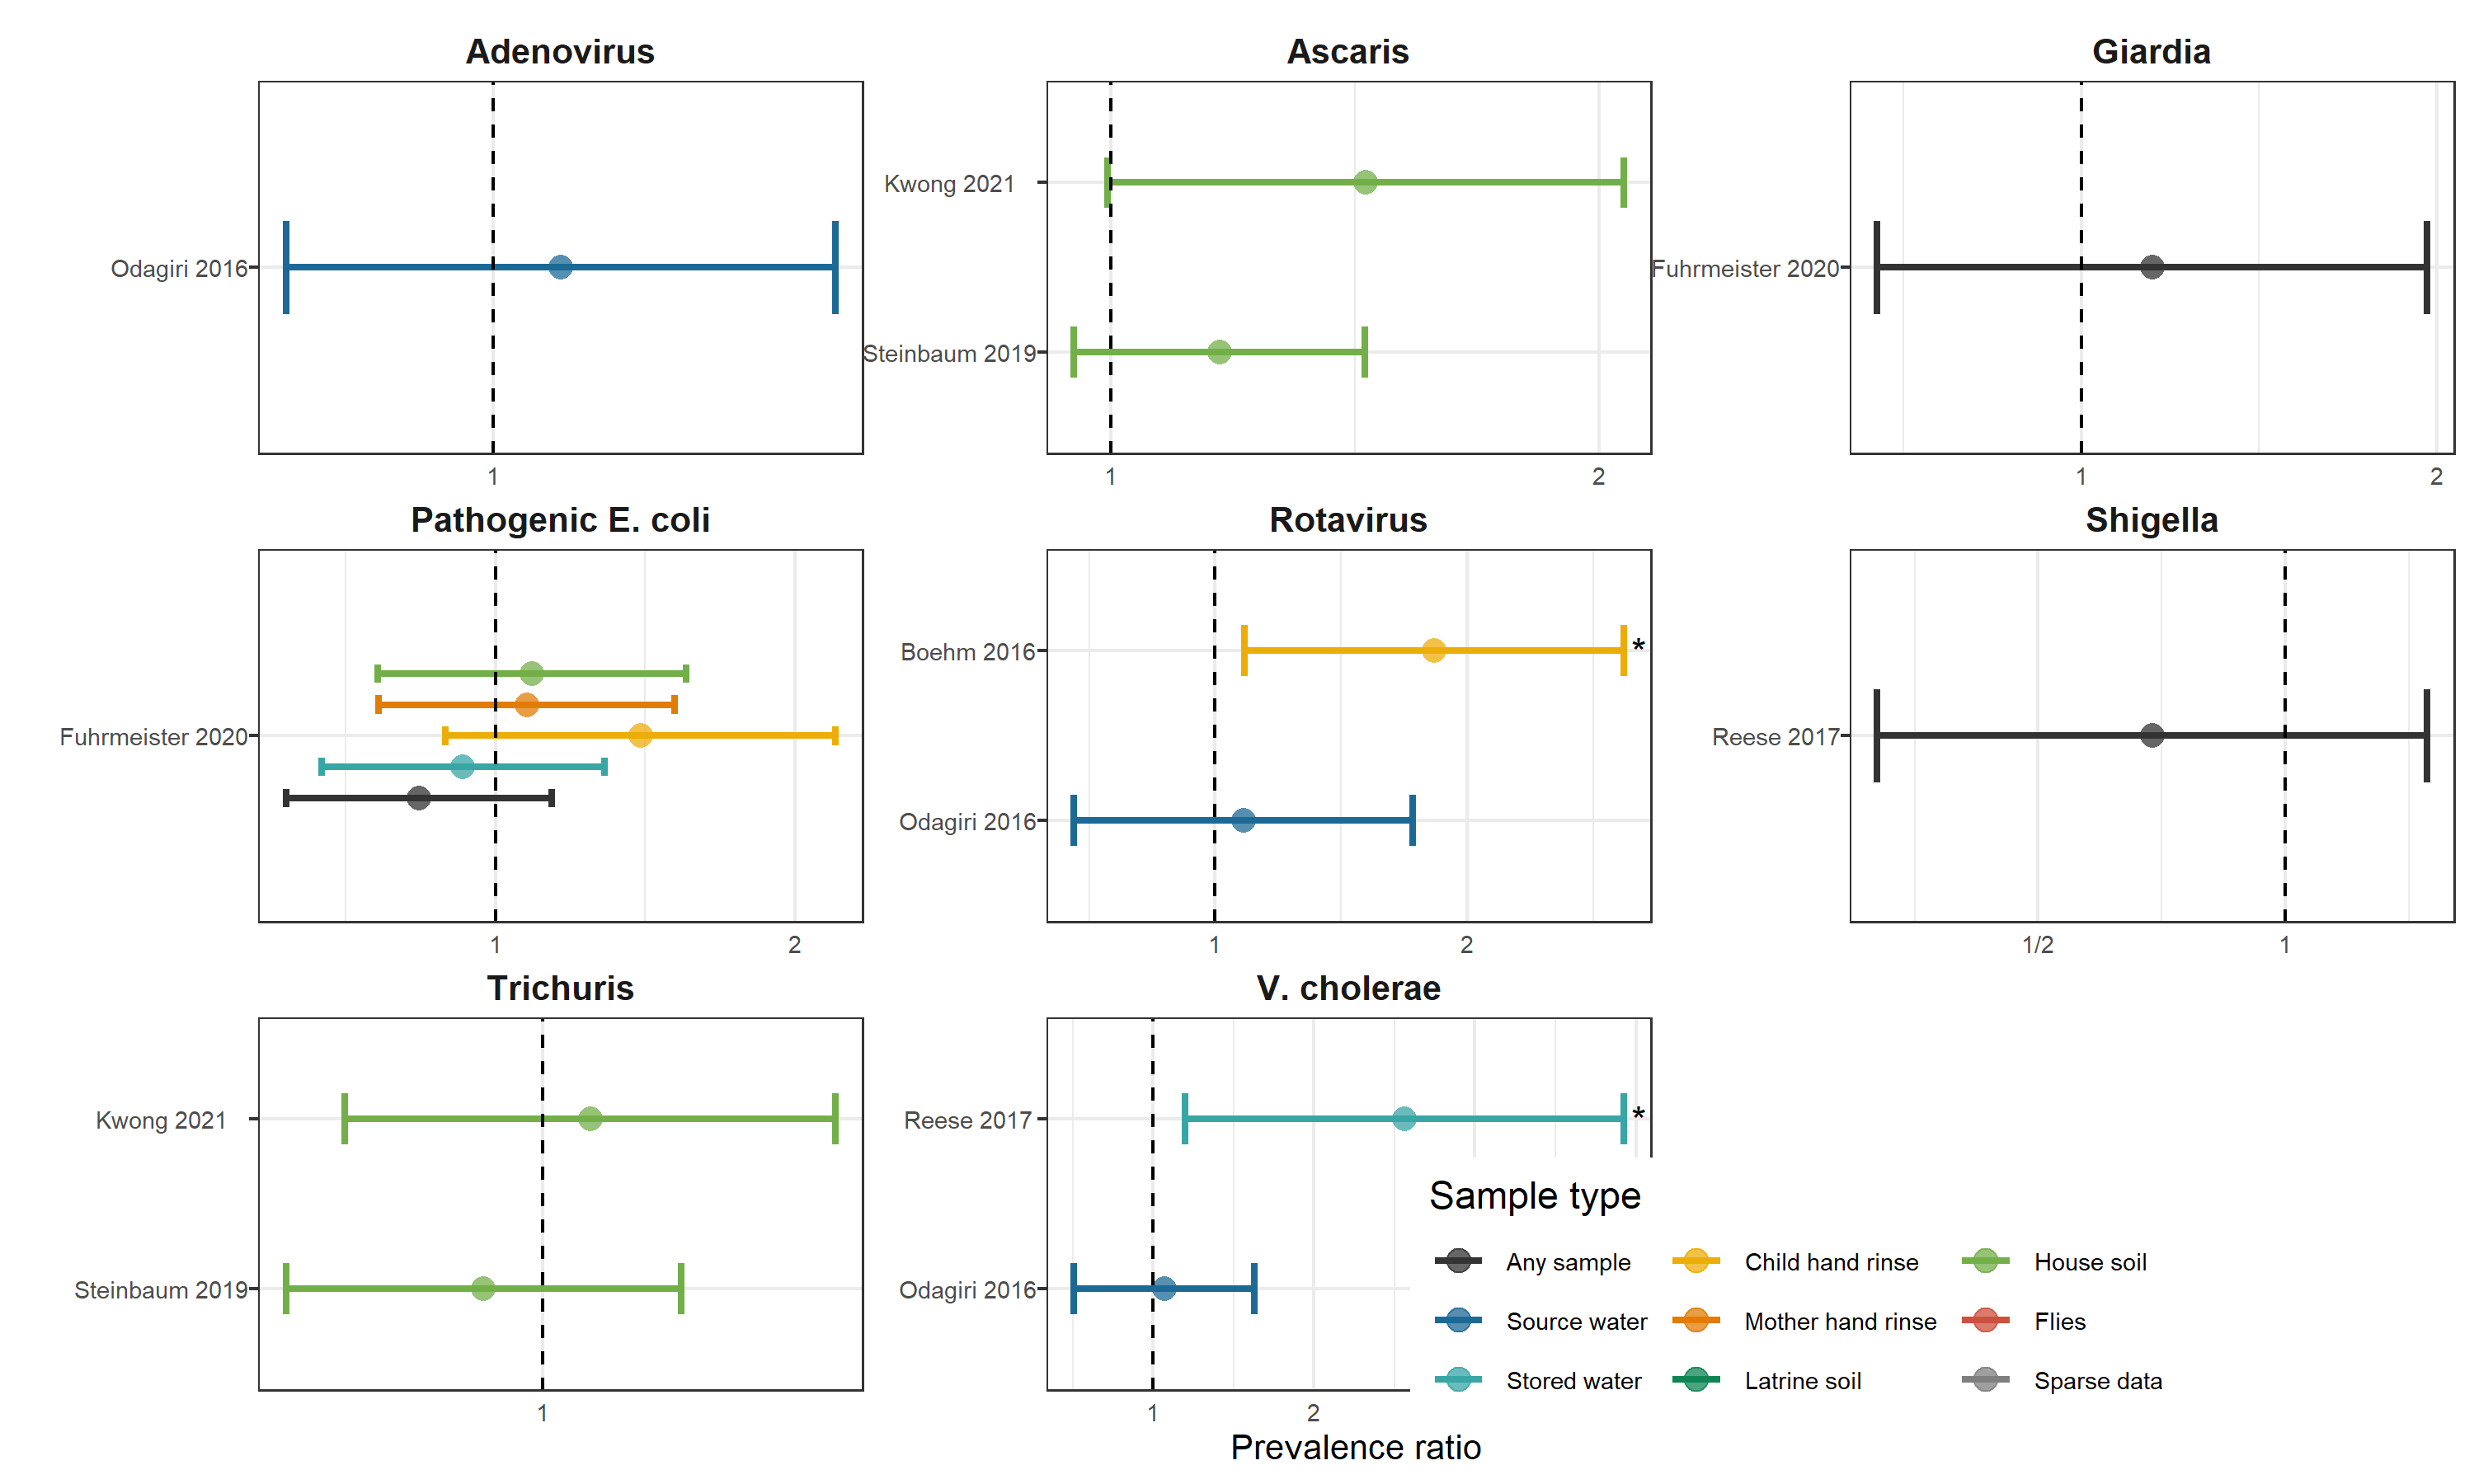 Adenovirus
Ascaris
Giardia
Odagiri 2016
Kwong 2021
Steinbaum 2019
Fuhrmeister 2020
1
1 2
1 2
Pathogenic E. coli
Rotavirus
Shigella
Fuhrmeister 2020
Boehm 2016
*
Odagiri 2016
Reese 2017
1 2
1 2
1/2 1
Trichuris
V. cholerae
Kwong 2021
Steinbaum 2019
Reese 2017
*
Odagiri 2016
1
1 2
Prevalence ratio
Sample type
Any sample Child hand rinse House soil
Source water Mother hand rinse Flies
Stored water Latrine soil Sparse data